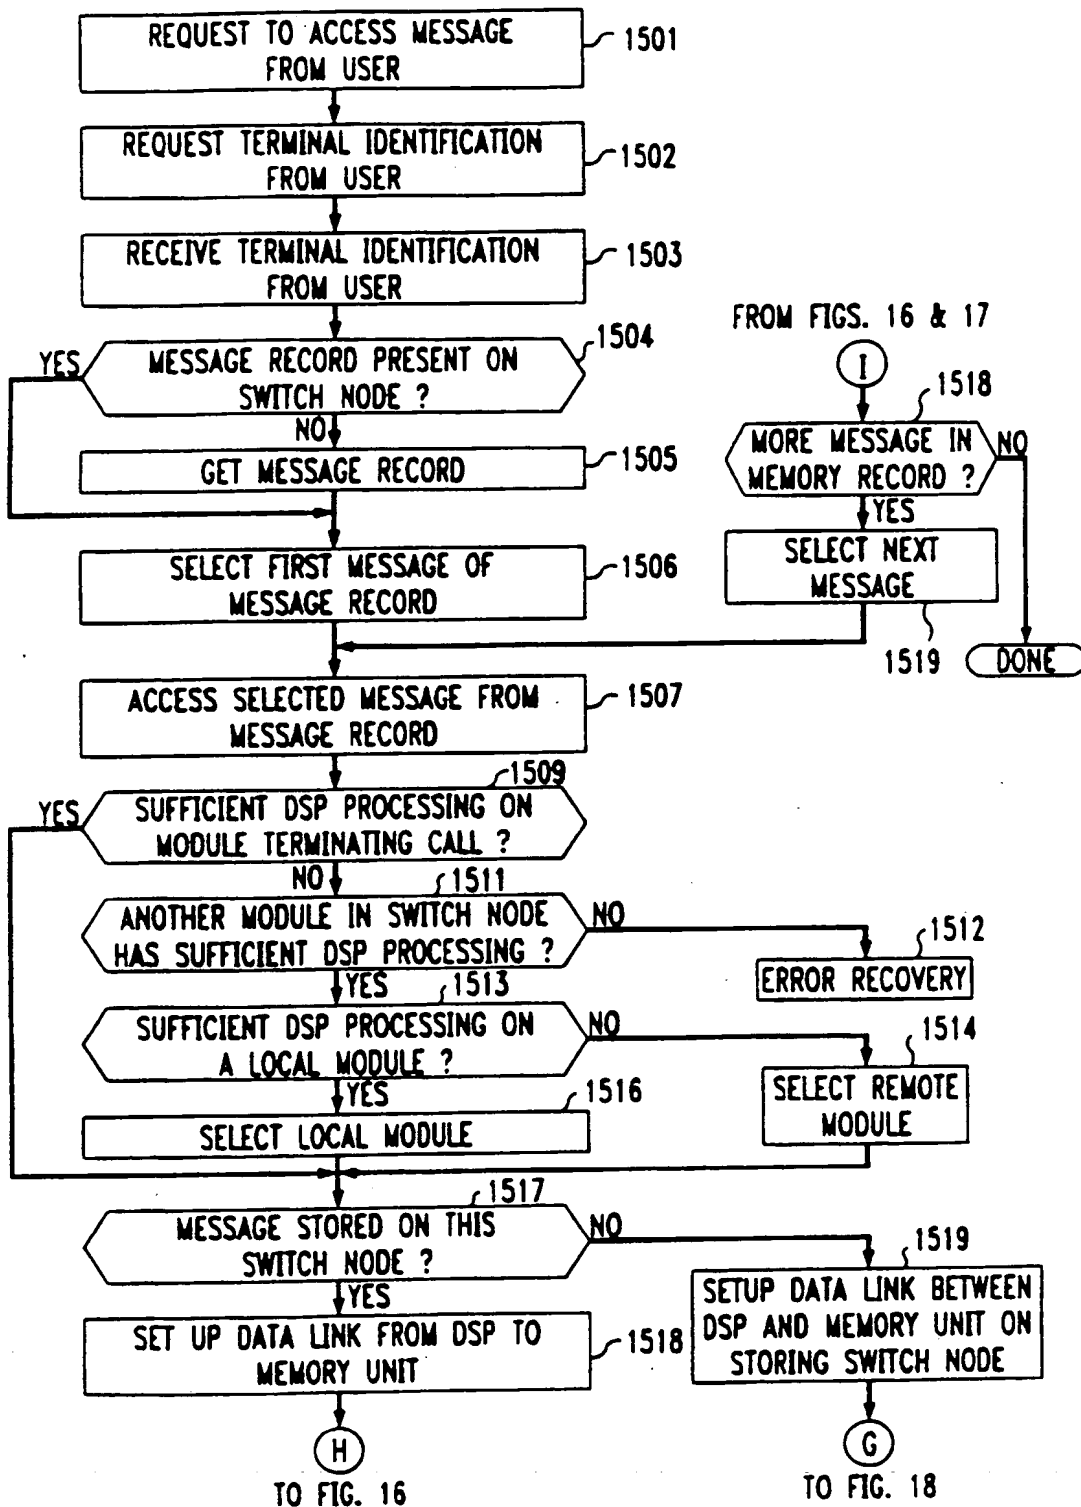 REQUEST TO ACCESS MESSAGE
FROM USER
1501
REQUEST TERMINAL IDENTIFICATION
FROM USER
1502
RECEIVE TERMINAL IDENTIFICATION
FROM USER
1503
1504
YES
MESSAGE RECORD PRESENT ON
SWITCH NODE ?
NO
GET MESSAGE RECORD
1505
SELECT FIRST MESSAGE OF
MESSAGE RECORD
1506
FROM FIGS. 16 & 17
I
1518
MORE MESSAGE IN
MEMORY RECORD ?
NO
YES
SELECT NEXT
MESSAGE
1519
DONE
ACCESS SELECTED MESSAGE FROM
MESSAGE RECORD
1507
1509
YES
SUFFICIENT DSP PROCESSING ON
MODULE TERMINATING CALL ?
NO
1511
ANOTHER MODULE IN SWITCH NODE
HAS SUFFICIENT DSP PROCESSING ?
NO
1512
ERROR RECOVERY
YES
1513
SUFFICIENT DSP PROCESSING ON
A LOCAL MODULE ?
NO
1514
SELECT REMOTE
MODULE
YES
1516
SELECT LOCAL MODULE
1517
MESSAGE STORED ON THIS
SWITCH NODE ?
NO
1519
SETUP DATA LINK BETWEEN
DSP AND MEMORY UNIT ON
STORING SWITCH NODE
YES
SET UP DATA LINK FROM DSP TO
MEMORY UNIT
1518
H
TO FIG. 16
G
TO FIG. 18